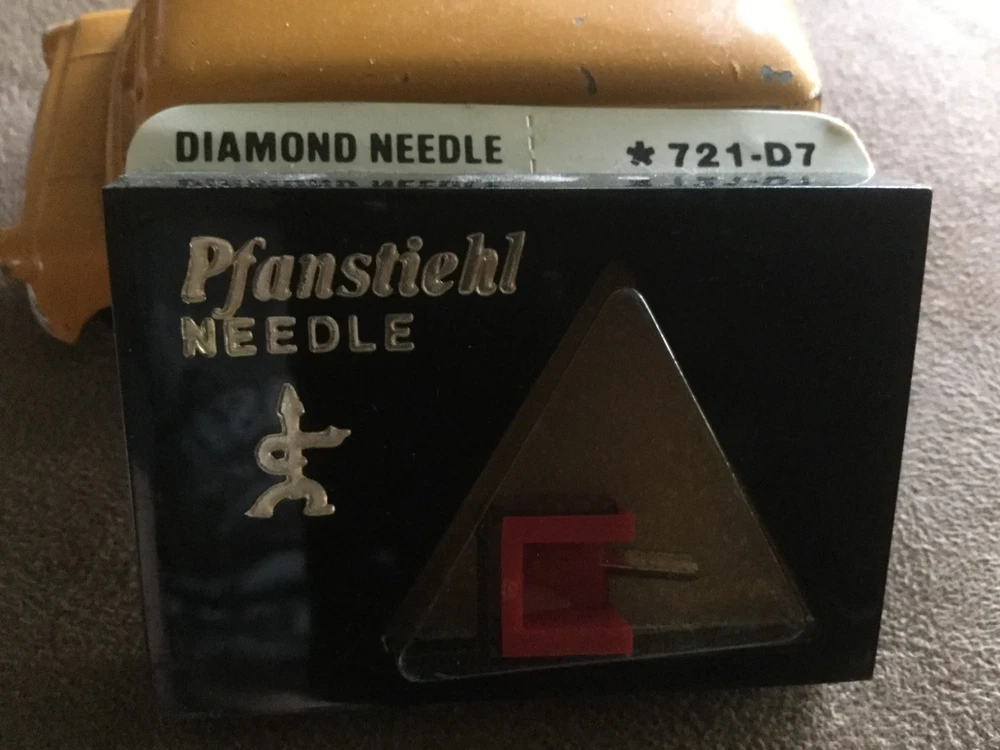 DIAMOND NEEDLE * 721-D7
Pfanstiehl
NEEDLE